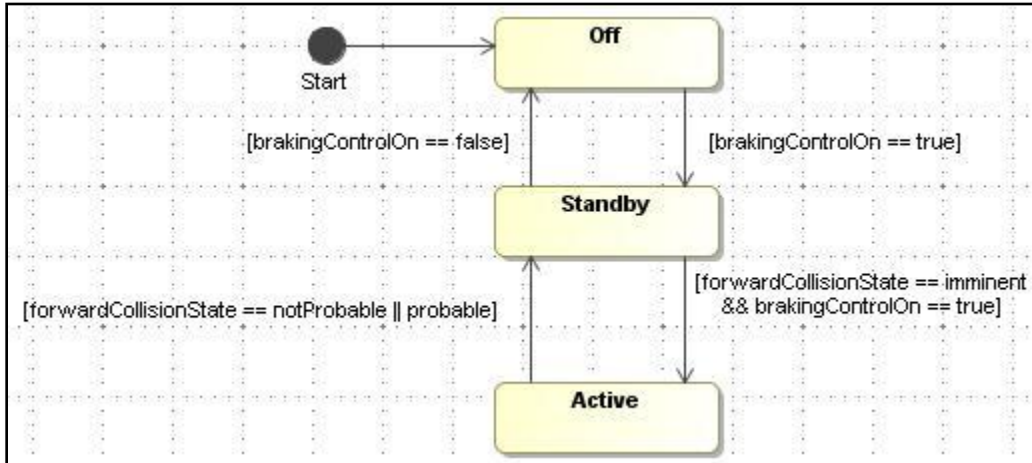 Off
Start
[brakingControlOn == false]
[brakingControlOn == true]
Standby
[forwardCollisionState == imminent
&& brakingControlOn == true]
[forwardCollisionState == notProbable || probable]
Active